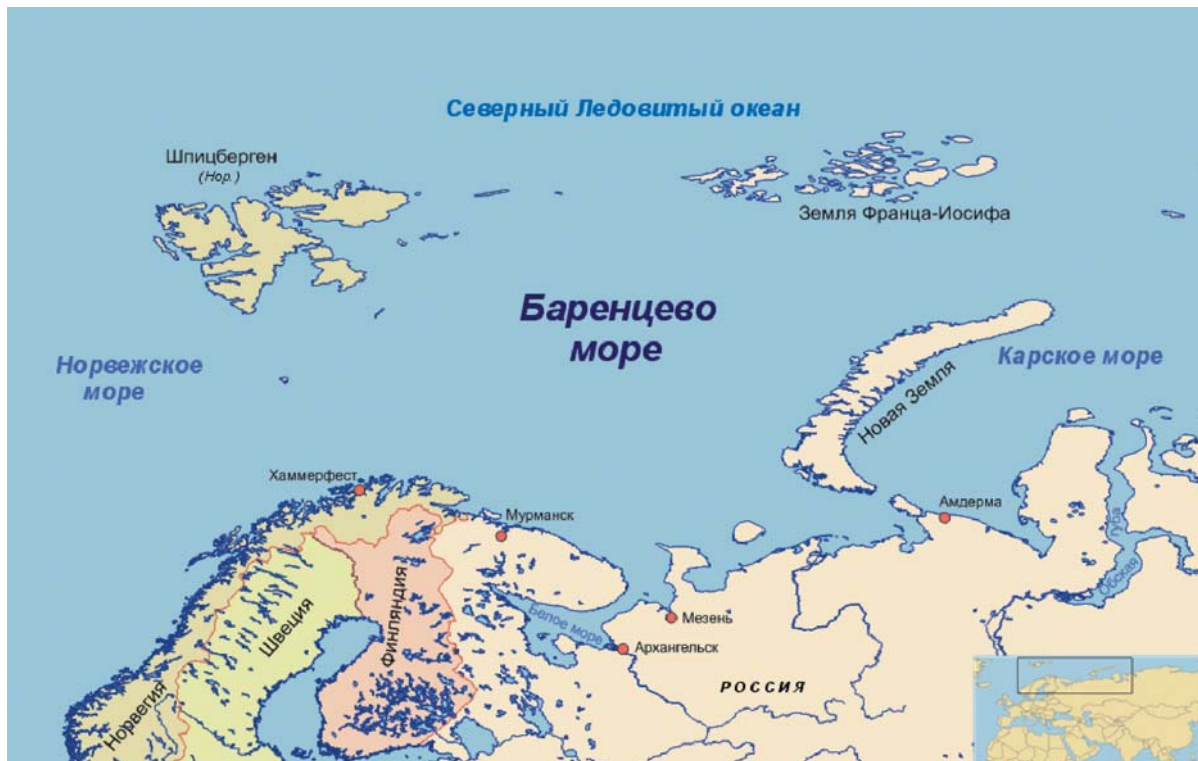 Северный Ледовитый океан
Шпицберген
(Нор.)
Земля Франца-Иосифа
Баренцево
море
Норвежское
море
Карское море
Новая Земля
Хаммерфест
Мурманск
Амдерма
Обская губа
Финляндия
Швеция
Белое море
Мезень
Архангельск
РОССИЯ
Норвегия